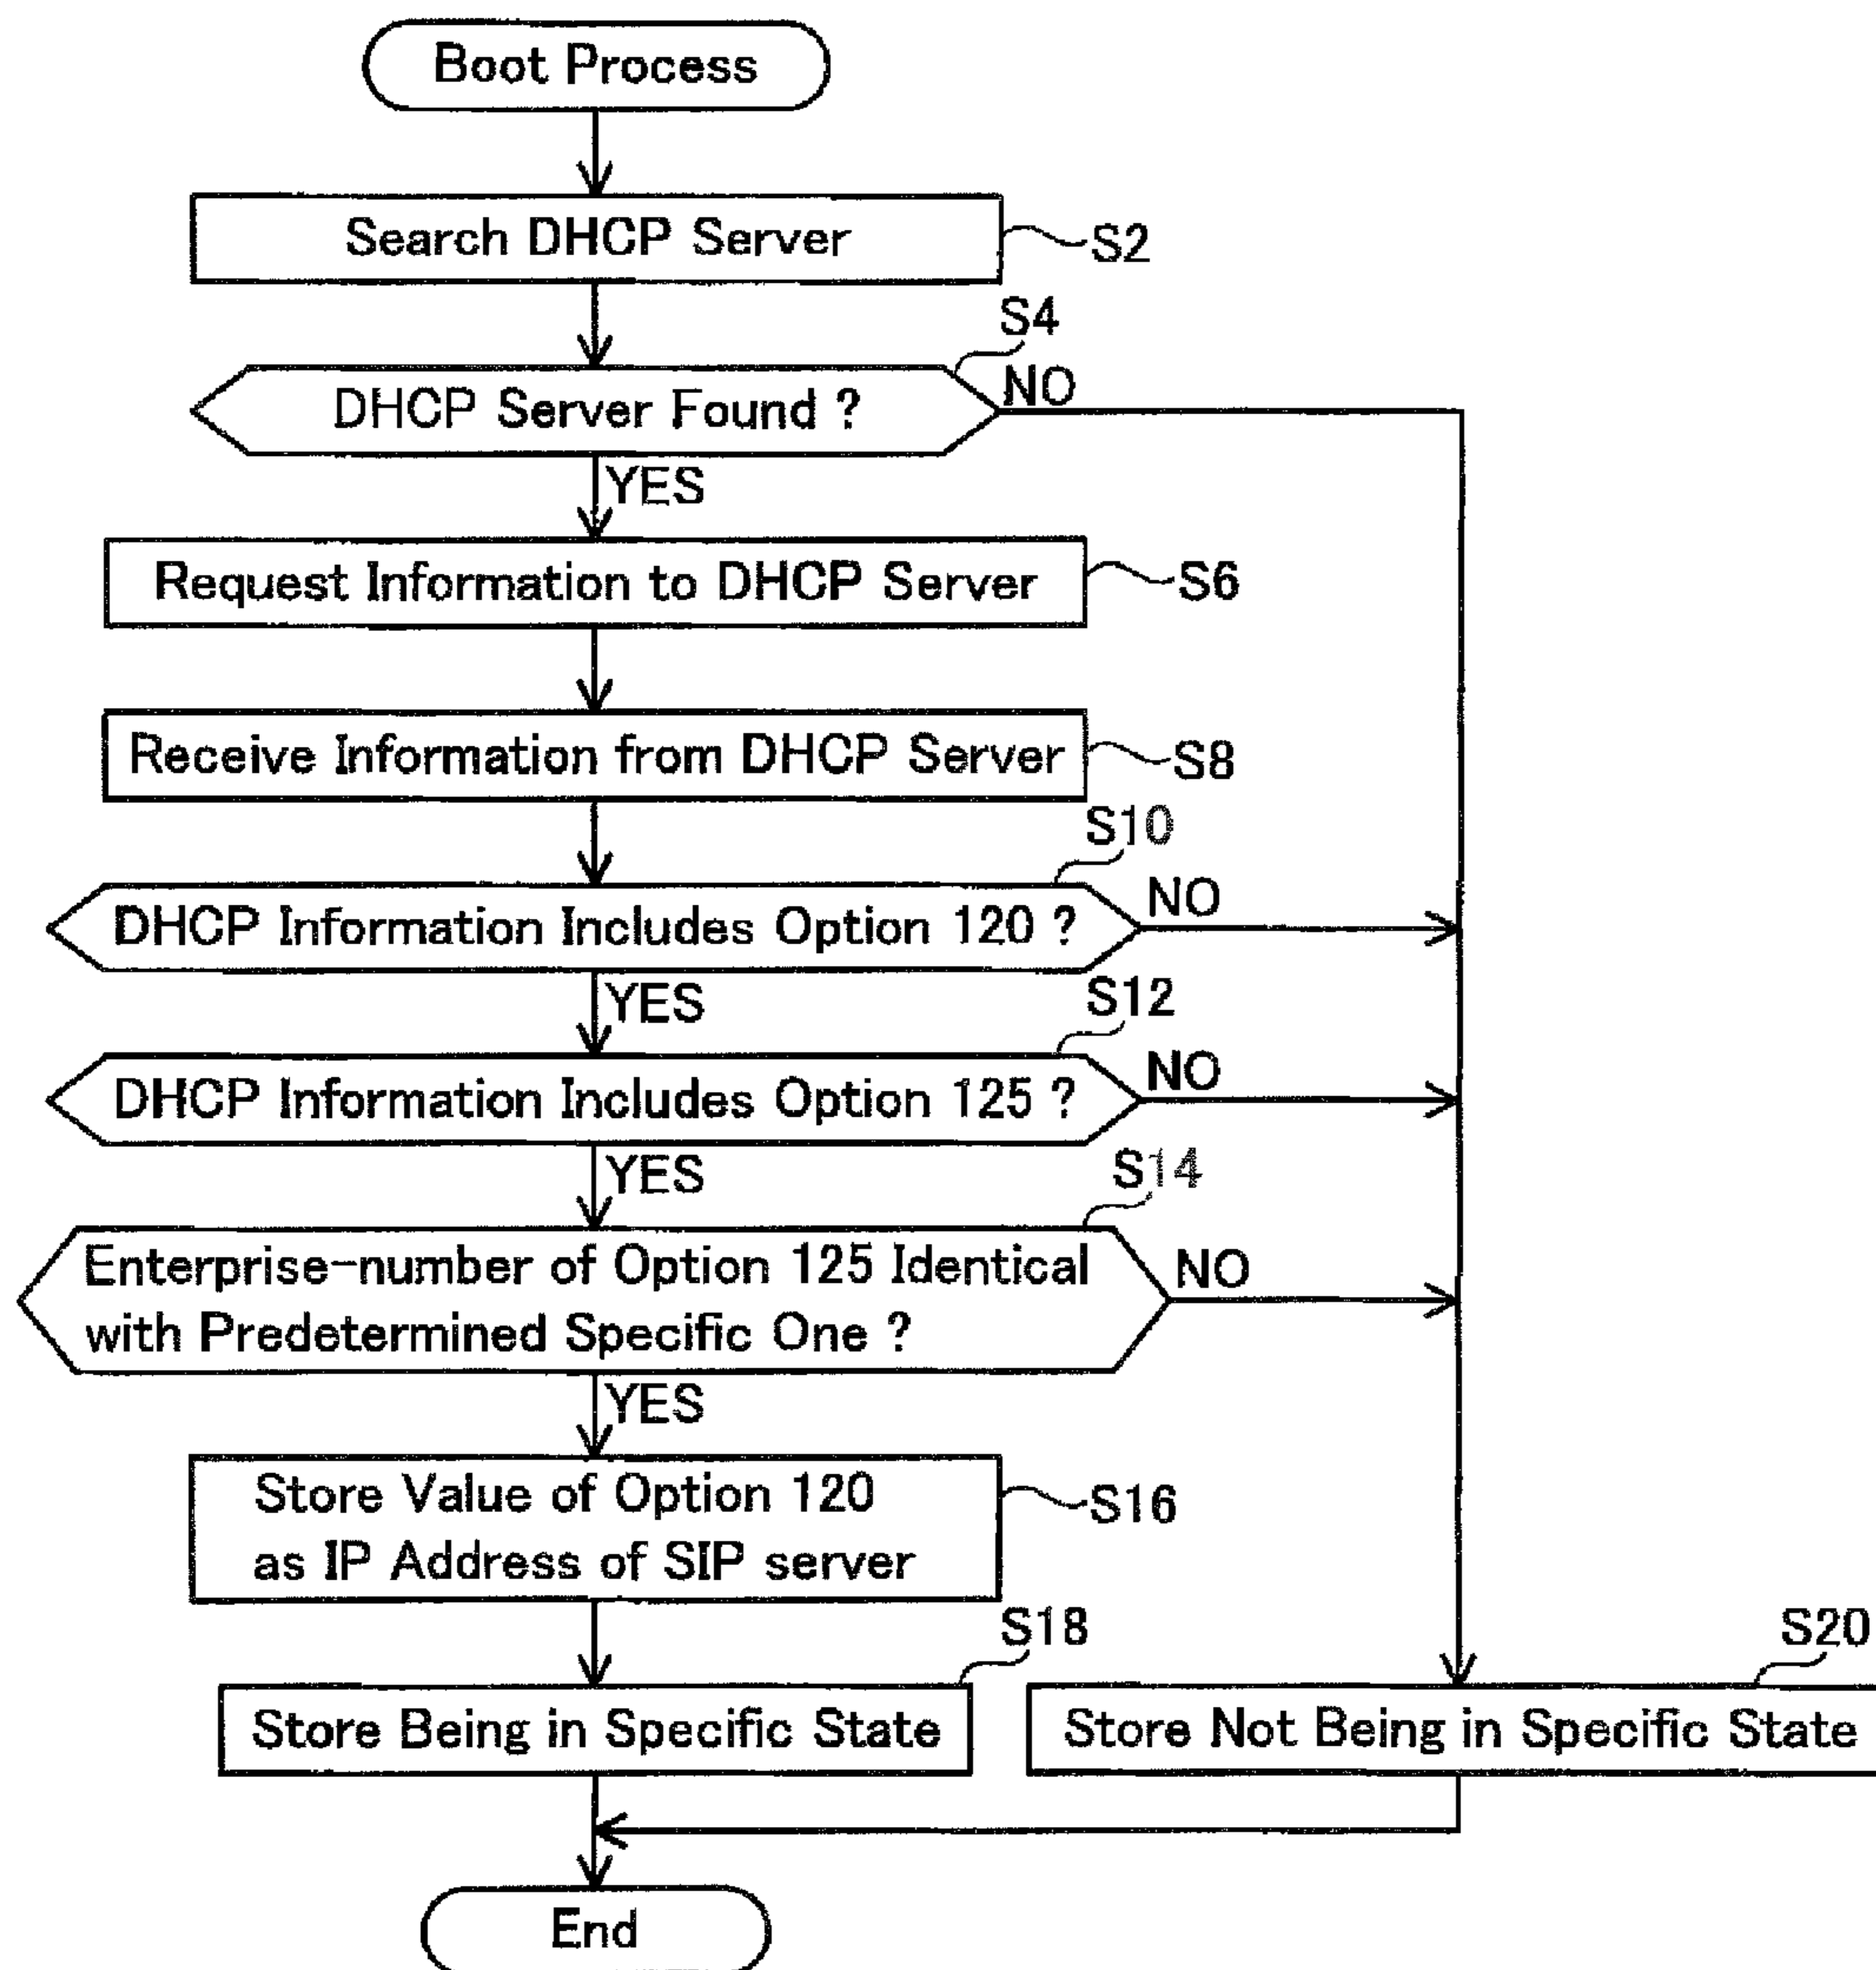 Boot Process
Search DHCP Server
S2
S4
DHCP Server Found ?
NO
YES
Request Information to DHCP Server
S6
Receive Information from DHCP Server
S8
S10
DHCP Information Includes Option 120 ?
NO
YES
S12
DHCP Information Includes Option 125 ?
NO
YES
S14
Enterprise-number of Option 125 Identical
with Predetermined Specific One ?
NO
YES
Store Value of Option 120
as IP Address of SIP server
S16
S18
Store Being in Specific State
S20
Store Not Being in Specific State
End